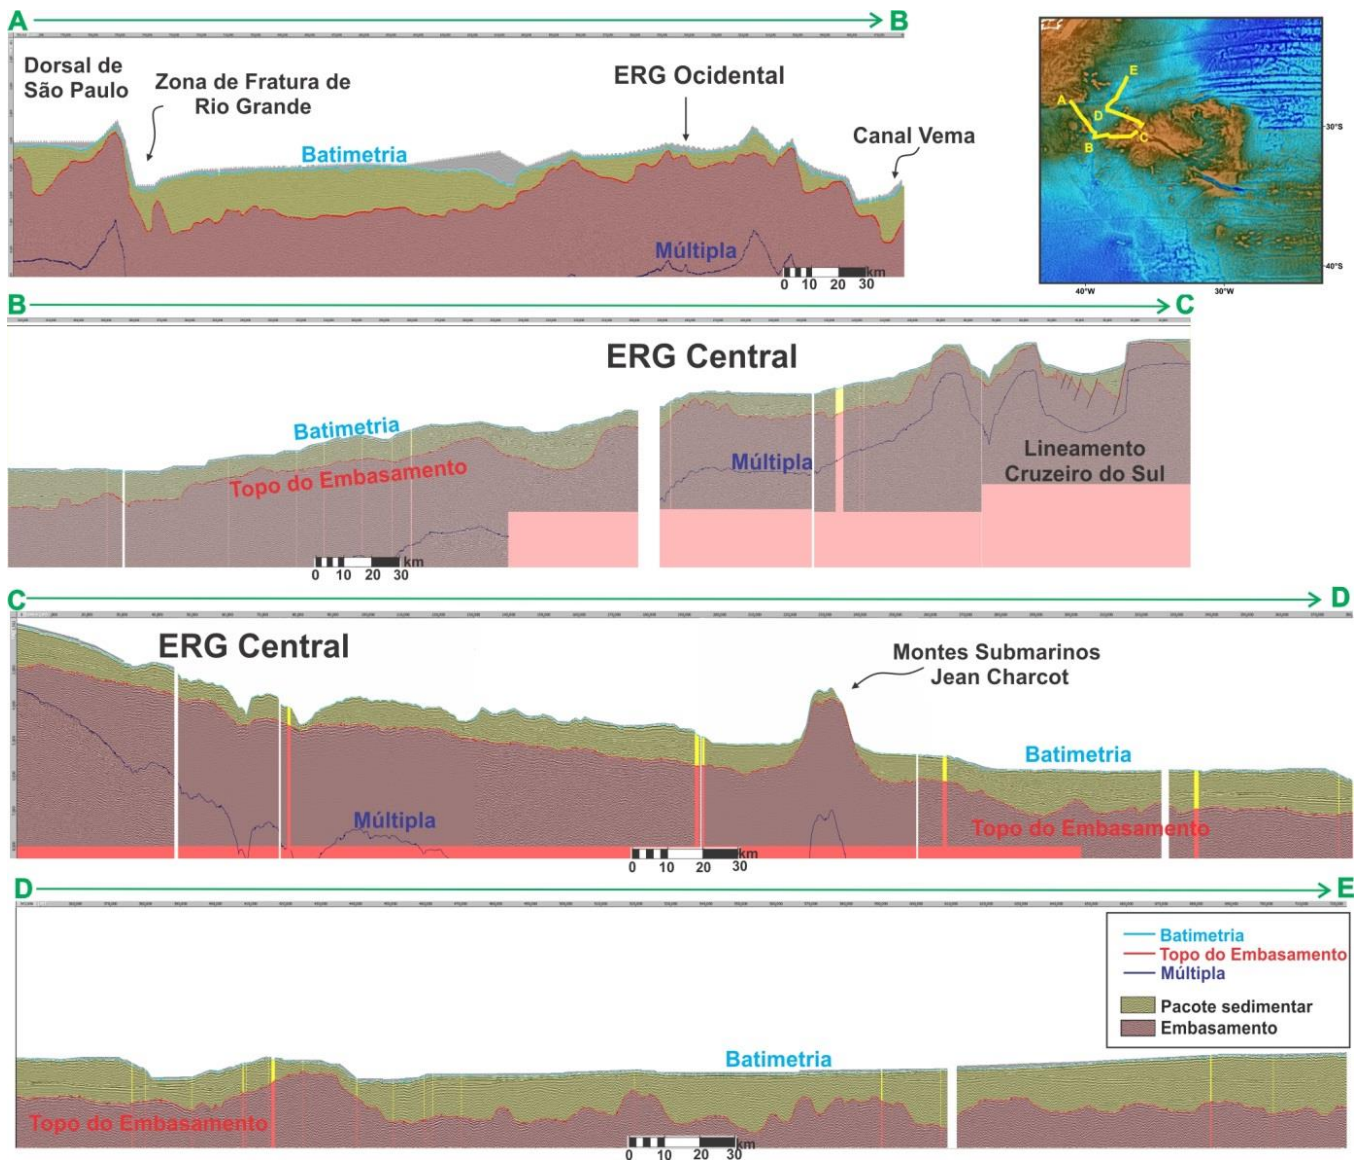 A
B
Dorsal de
São Paulo
Zona de Fratura de
Rio Grande
ERG Ocidental
Canal Vema
Batimetria
Múltipla
km
0 10 20 30
A
E
D
C
B
30°S
40°S
40°W
30°W
B
C
ERG Central
Batimetria
Topo do Embasamento
Múltipla
Lineamento
Cruzeiro do Sul
km
0 10 20 30
C
D
ERG Central
Montes Submarinos
Jean Charcot
Batimetria
Múltipla
Topo do Embasamento
km
0 10 20 30
D
E
Batimetria
Topo do Embasamento
Múltipla
Pacote sedimentar
Embasamento
Batimetria
Topo do Embasamento
km
0 10 20 30